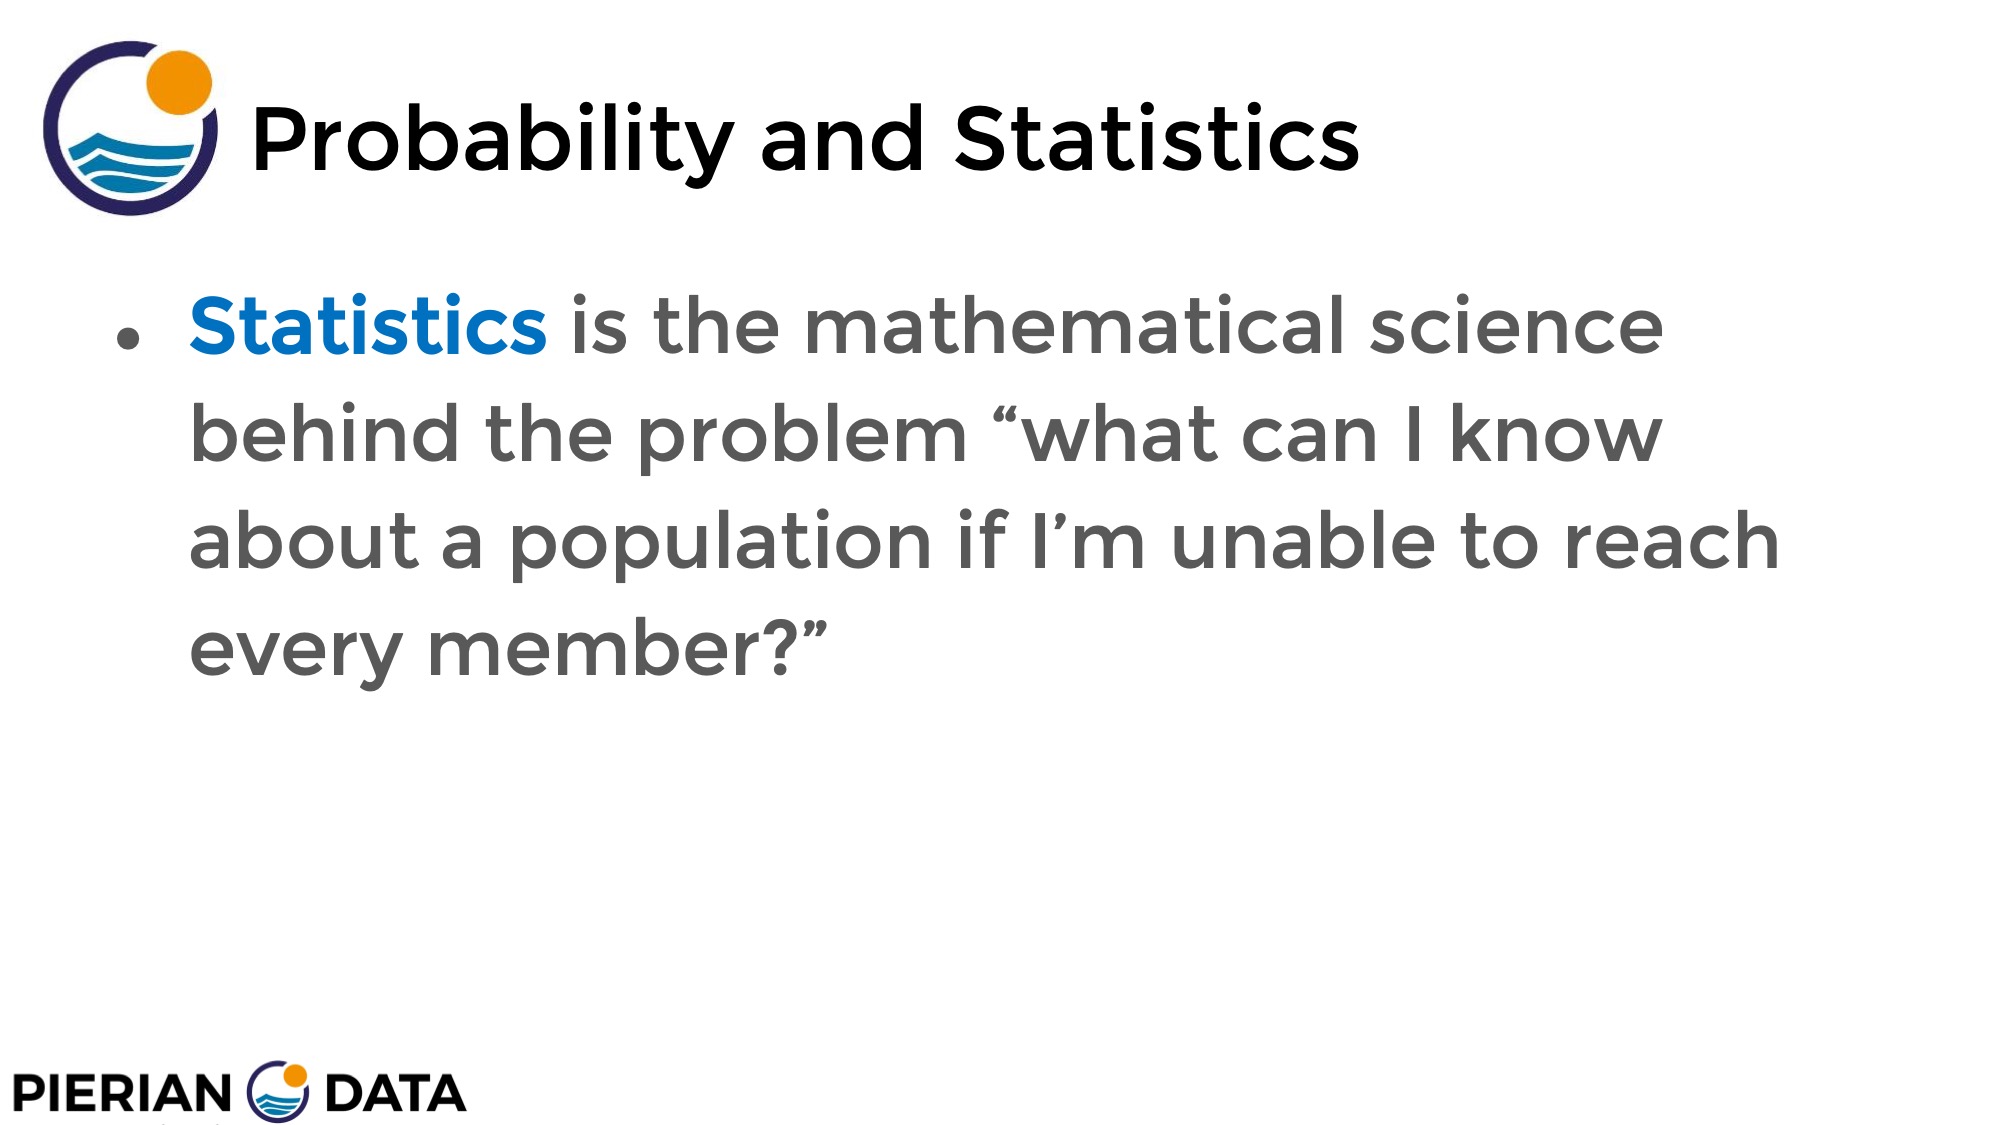 Probability and Statistics
• Statistics is the mathematical science
behind the problem “what can I know
about a population if I’m unable to reach
every member?”
PIERIAN DATA